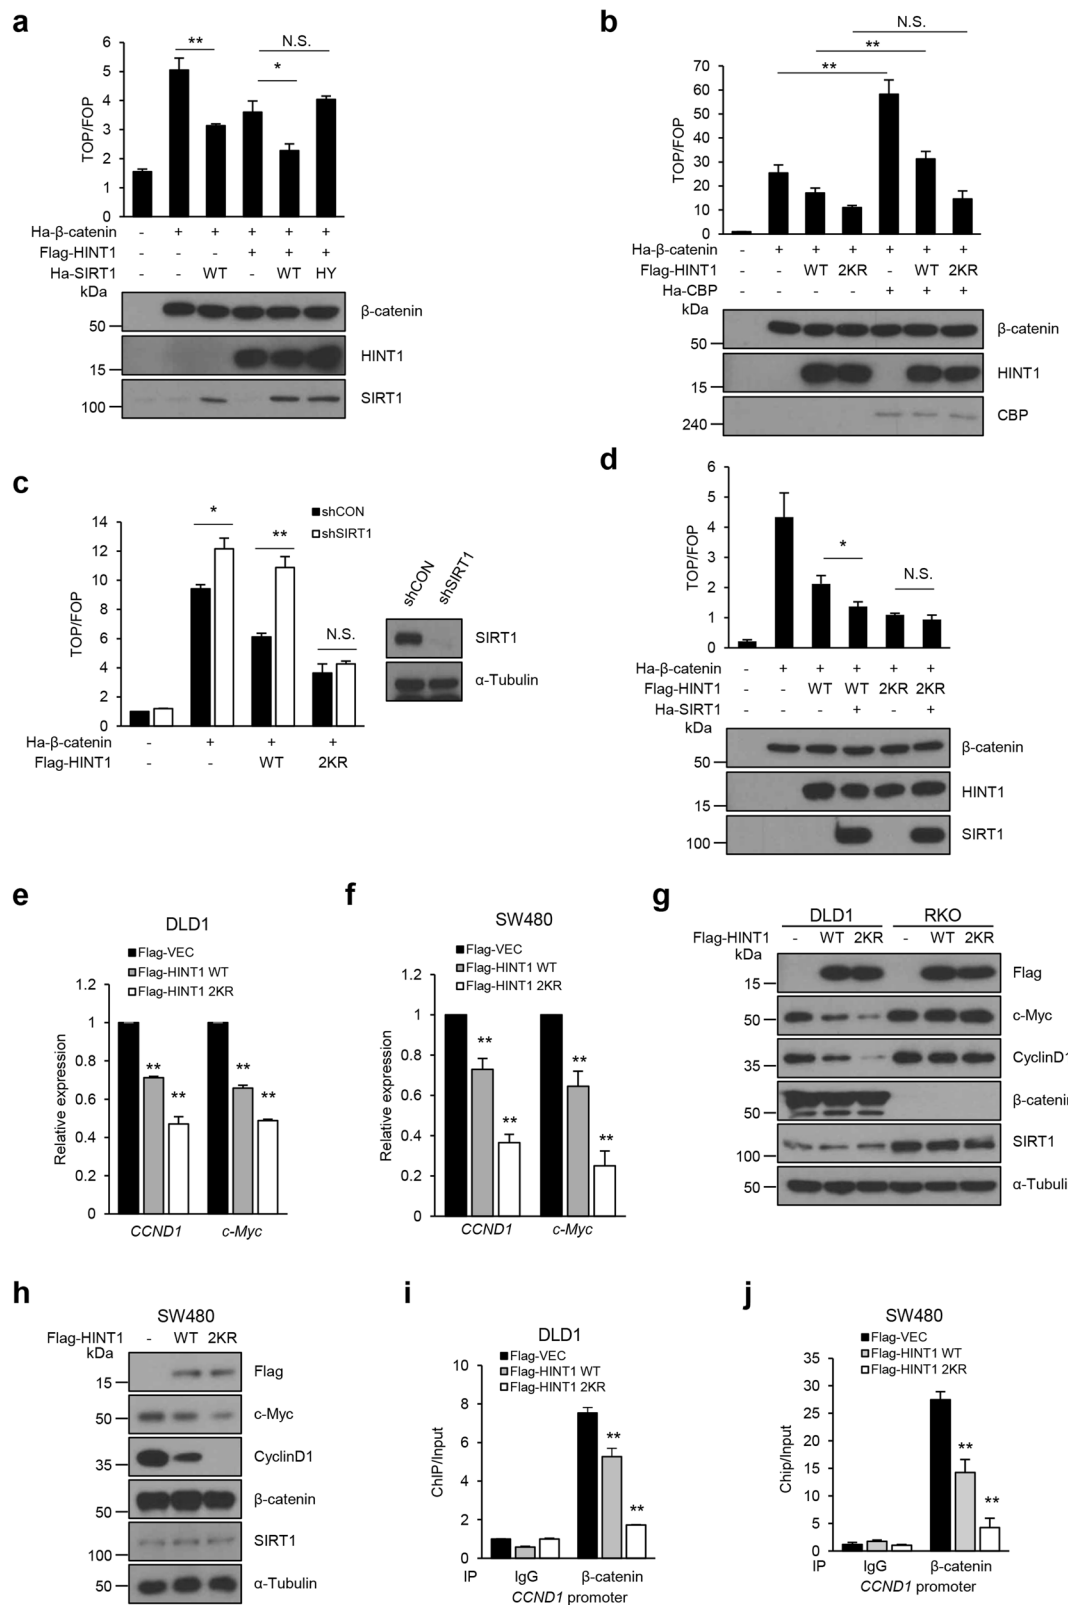 a
6
5
4
3
2
1
0
TOP/FOP
**
N.S.
*
Ha-β-catenin - + + + + +
Flag-HINT1 - - - + + +
Ha-SIRT1 - - WT - WT HY
kDa
50
β-catenin
15
HINT1
100
SIRT1
b
N.S.
**
**
70
60
50
40
30
20
10
0
TOP/FOP
Ha-β-catenin - + + + + + +
Flag-HINT1 - - WT 2KR - WT 2KR
Ha-CBP - - - - + + +
kDa
50
β-catenin
15
HINT1
240
CBP
c
14
12
10
8
6
4
2
0
TOP/FOP
shCON
shSIRT1
*
**
N.S.
Ha-β-catenin - + + +
Flag-HINT1 - - WT 2KR
shCON
shSIRT1
SIRT1
α-Tubulin
d
6
5
4
3
2
1
0
TOP/FOP
*
N.S.
Ha-β-catenin - + + + + +
Flag-HINT1 - - WT WT 2KR 2KR
Ha-SIRT1 - - - + - +
kDa
50
β-catenin
15
HINT1
100
SIRT1
e
DLD1
Flag-VEC
Flag-HINT1 WT
Flag-HINT1 2KR
1.2
1
0.8
0.6
0.4
0.2
0
Relative expression
**
**
**
**
CCND1
c-Myc
f
SW480
Flag-VEC
Flag-HINT1 WT
Flag-HINT1 2KR
1.2
1
0.8
0.6
0.4
0.2
0
Relative expression
**
**
**
**
CCND1
c-Myc
g
DLD1 RKO
Flag-HINT1 - WT 2KR - WT 2KR
kDa
15
Flag
50
c-Myc
35
CyclinD1
50
β-catenin
100
SIRT1
50
α-Tubuli
h
SW480
Flag-HINT1 - WT 2KR
kDa
15
Flag
50
c-Myc
35
CyclinD1
50
β-catenin
100
SIRT1
50
α-Tubulin
i
DLD1
Flag-VEC
Flag-HINT1 WT
Flag-HINT1 2KR
10
8
6
4
2
0
ChIP/Input
**
**
IP IgG β-catenin
CCND1 promoter
j
SW480
Flag-VEC
Flag-HINT1 WT
Flag-HINT1 2KR
35
30
25
20
15
10
5
0
Chip/Input
**
**
IP IgG β-catenin
CCND1 promoter